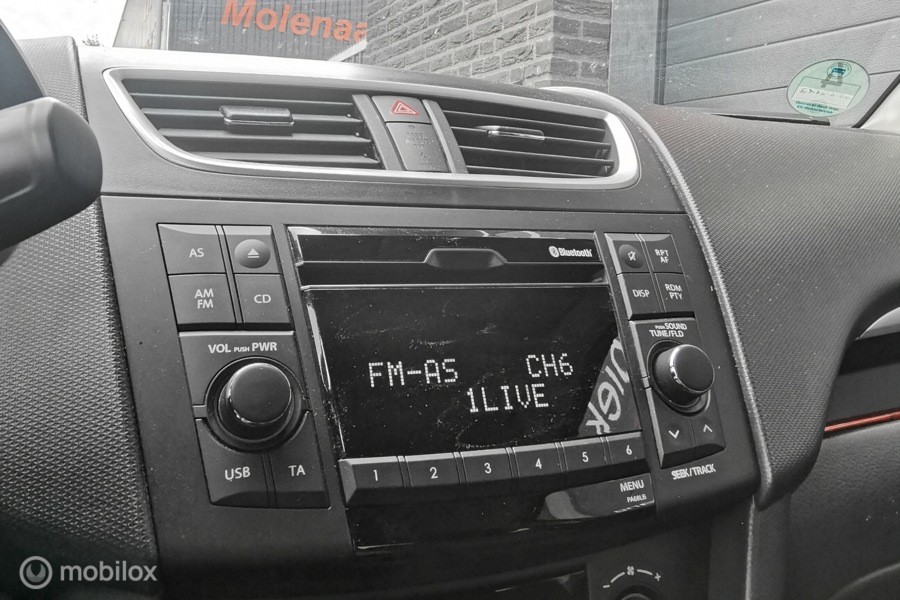 Molenaa
Bluetooth
AS
AM
FM
CD
RPT
AF
DISP
RDM
PTY
VOL PUSH PWR
PUSH SOUND
TUNE/FLD
FM-AS CH6
1LIVE
USB
TA
1 2 3 4 5 6
SEEK/TRACK
MENU
mobilox